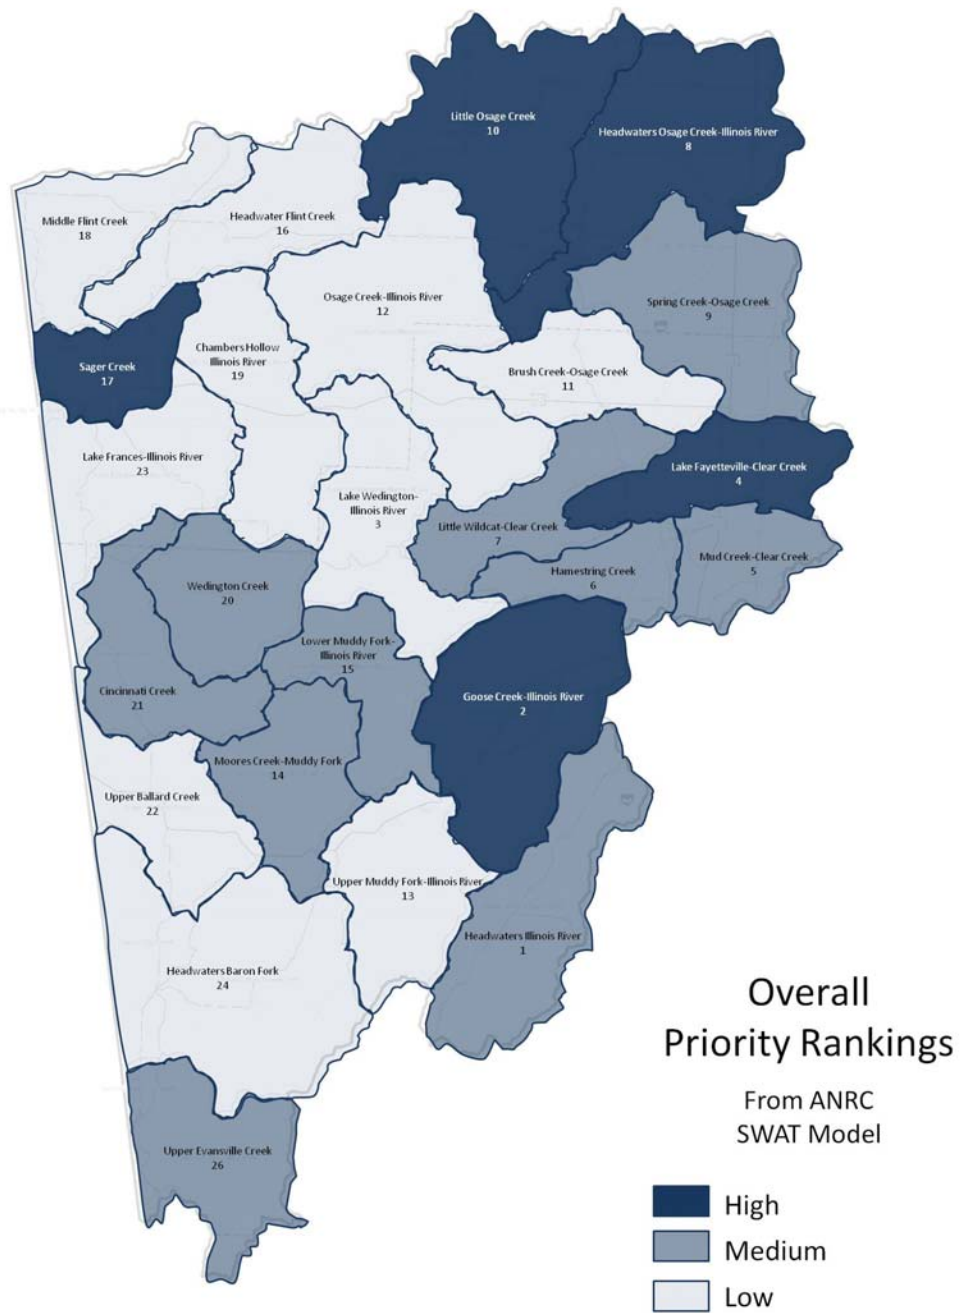 Little Osage Creek
10
Headwaters Osage Creek-Illinois River
8
Middle Flint Creek
18
Headwater Flint Creek
16
Osage Creek-Illinois River
12
Spring Creek-Osage Creek
9
Sager Creek
17
Chambers Hollow
Illinois River
19
Brush Creek-Osage Creek
11
Lake Frances-Illinois River
23
Lake Fayetteville-Clear Creek
4
Lake Wedington-
Illinois River
3
Little Wildcat-Clear Creek
7
Mud Creek-Clear Creek
5
Hamestring Creek
6
Wedington Creek
20
Lower Muddy Fork-
Illinois River
15
Cincinnati Creek
21
Goose Creek-Illinois River
2
Moores Creek-Muddy Fork
14
Upper Ballard Creek
22
Upper Muddy Fork-Illinois River
13
Headwaters Illinois River
1
Headwaters Baron Fork
24
Upper Evansville Creek
26
Overall
Priority Rankings
From ANRC
SWAT Model
High
Medium
Low